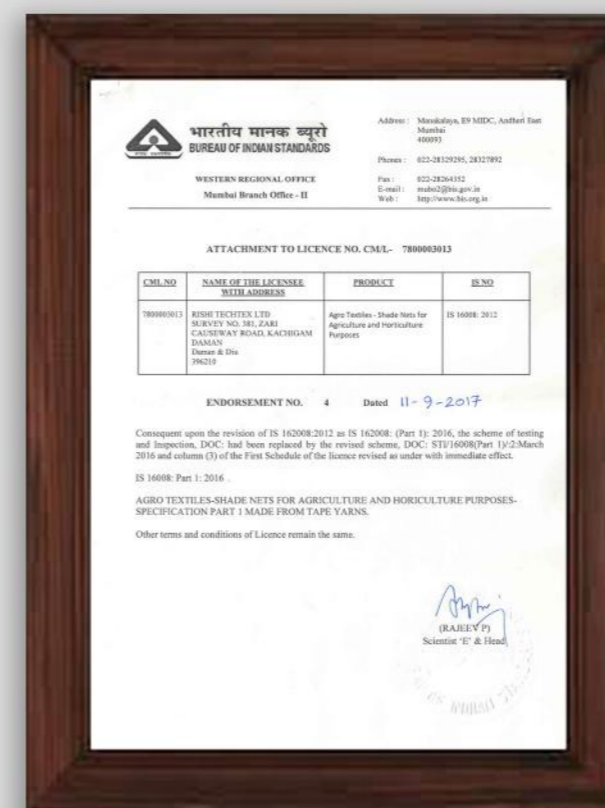 भारतीय मानक ब्यूरो
BUREAU OF INDIAN STANDARDS
WESTERN REGIONAL OFFICE
Mumbai Branch Office - II
Address : Manakalaya, E9 MIDC, Andheri East
Mumbai
400093
Phones : 022-28329295, 28327892
Fax : 022-28264352
E-mail : mubo2@bis.gov.in
Web : http://www.bis.org.in
ATTACHMENT TO LICENCE NO. CM/L- 7800003013
CML NO NAME OF THE LICENSEE PRODUCT IS NO
WITH ADDRESS
7800003013 RISHI TECHTEX LTD Agro Textiles - Shade Nets for IS 16008: 2012
SURVEY NO. 381, ZARI Agriculture and Horticulture
CAUSEWAY ROAD, KACHIGAM Purposes
DAMAN
Daman & Diu
396210
ENDORSEMENT NO. 4 Dated 11-9-2017
Consequent upon the revision of IS 162008:2012 as IS 162008: (Part 1): 2016, the scheme of testing
and Inspection, DOC: had been replaced by the revised scheme, DOC: STI/16008(Part 1)/:2:March
2016 and column (3) of the First Schedule of the licence revised as under with immediate effect.
IS 16008: Part 1: 2016
AGRO TEXTILES-SHADE NETS FOR AGRICULTURE AND HORICULTURE PURPOSES-
SPECIFICATION PART 1 MADE FROM TAPE YARNS.
Other terms and conditions of Licence remain the same.
(RAJEEV P)
Scientist 'E' & Head